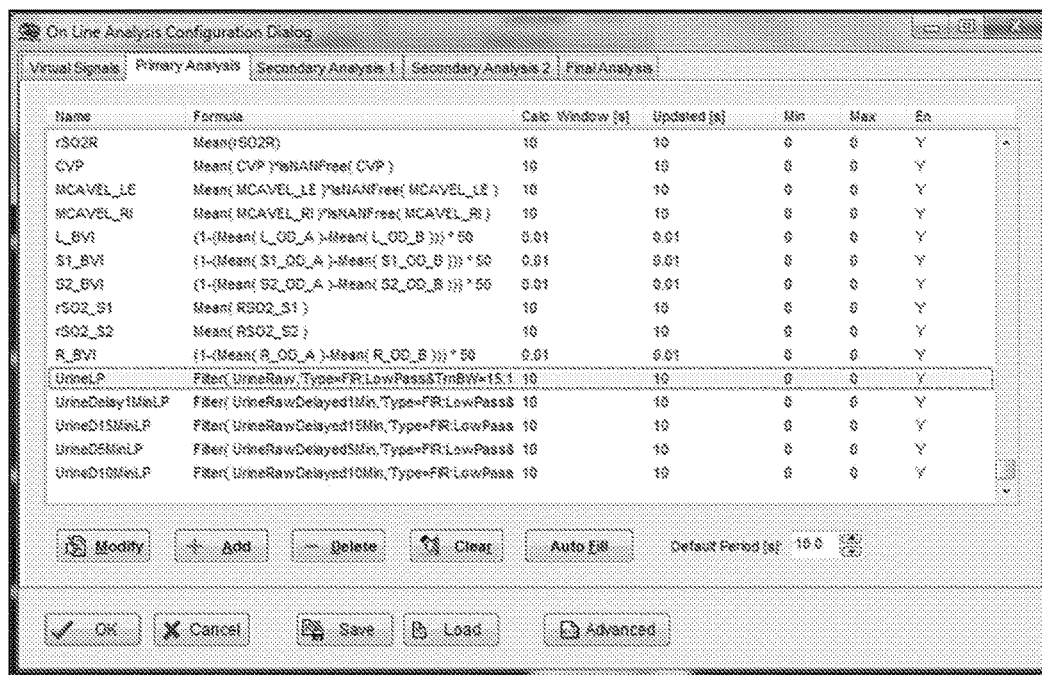 On Line Analysis Configuration Dialog
Virtual Signals Primary Analysis Secondary Analysis 1 Secondary Analysis 2 Final Analysis
Name Formula Calc. Window [s] Updated [s] Min Max En
rSO2R Mean(rSO2R) 10 10 0 0 Y
CVP Mean( CVP )*IsNANFree( CVP ) 10 10 0 0 Y
MCAVEL_LE Mean( MCAVEL_LE )*IsNANFree( MCAVEL_LE ) 10 10 0 0 Y
MCAVEL_RI Mean( MCAVEL_RI )*IsNANFree( MCAVEL_RI ) 10 10 0 0 Y
L_BVI (1-(Mean( L_OD_A )-Mean( L_OD_B ))) * 50 0.01 0.01 0 0 Y
S1_BVI (1-(Mean( S1_OD_A )-Mean( S1_OD_B ))) * 50 0.01 0.01 0 0 Y
S2_BVI (1-(Mean( S2_OD_A )-Mean( S2_OD_B ))) * 50 0.01 0.01 0 0 Y
rSO2_S1 Mean( RSO2_S1 ) 10 10 0 0 Y
rSO2_S2 Mean( RSO2_S2 ) 10 10 0 0 Y
R_BVI (1-(Mean( R_OD_A )-Mean( R_OD_B ))) * 50 0.01 0.01 0 0 Y
UrineLP Filter( UrineRaw,'Type=FIR:LowPass&TrnBW=15,1 10 10 0 0 Y
UrineDelay1MinLP Filter( UrineRawDelayed1Min,'Type=FIR:LowPass& 10 10 0 0 Y
UrineD15MinLP Filter( UrineRawDelayed15Min,'Type=FIR:LowPass 10 10 0 0 Y
UrineD5MinLP Filter( UrineRawDelayed5Min,'Type=FIR:LowPass& 10 10 0 0 Y
UrineD10MinLP Filter( UrineRawDelayed10Min,'Type=FIR:LowPass 10 10 0 0 Y
Modify Add Delete Clear Auto Fill Default Period [s]: 10.0
OK Cancel Save Load Advanced